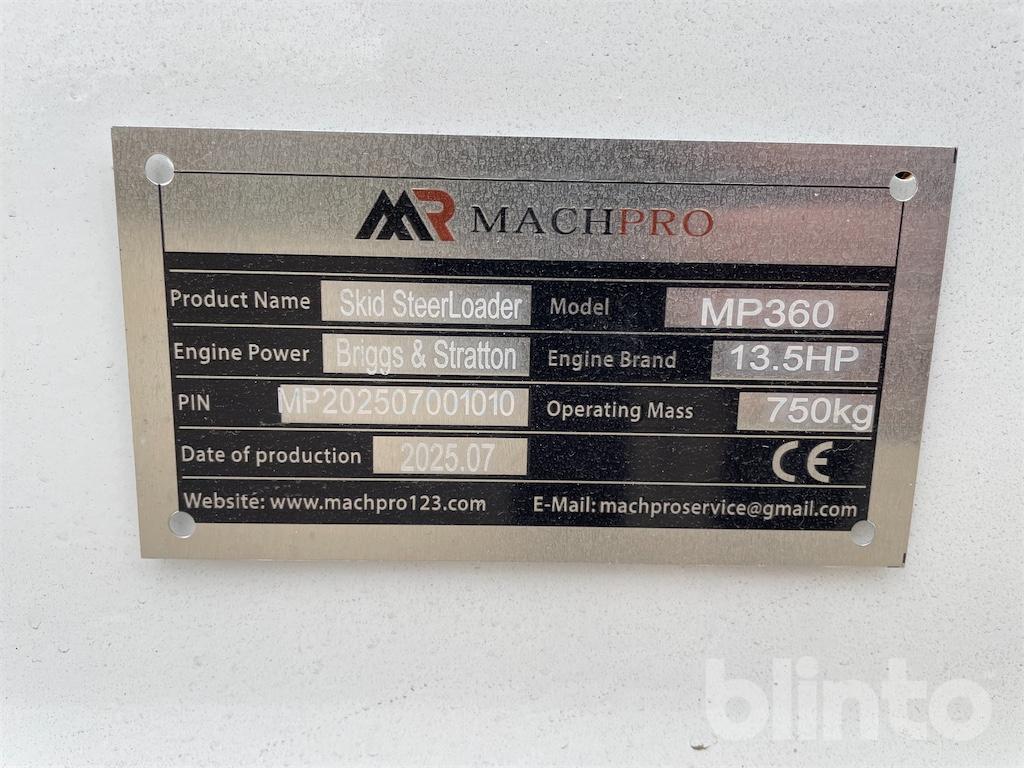 MR MACHPRO
Product Name Skid SteerLoader Model MP360
Engine Power Briggs & Stratton Engine Brand 13.5HP
PIN MP202507001010 Operating Mass 750kg
Date of production 2025.07 CE
Website: www.machpro123.com E-Mail: machproservice@gmail.com
blinto